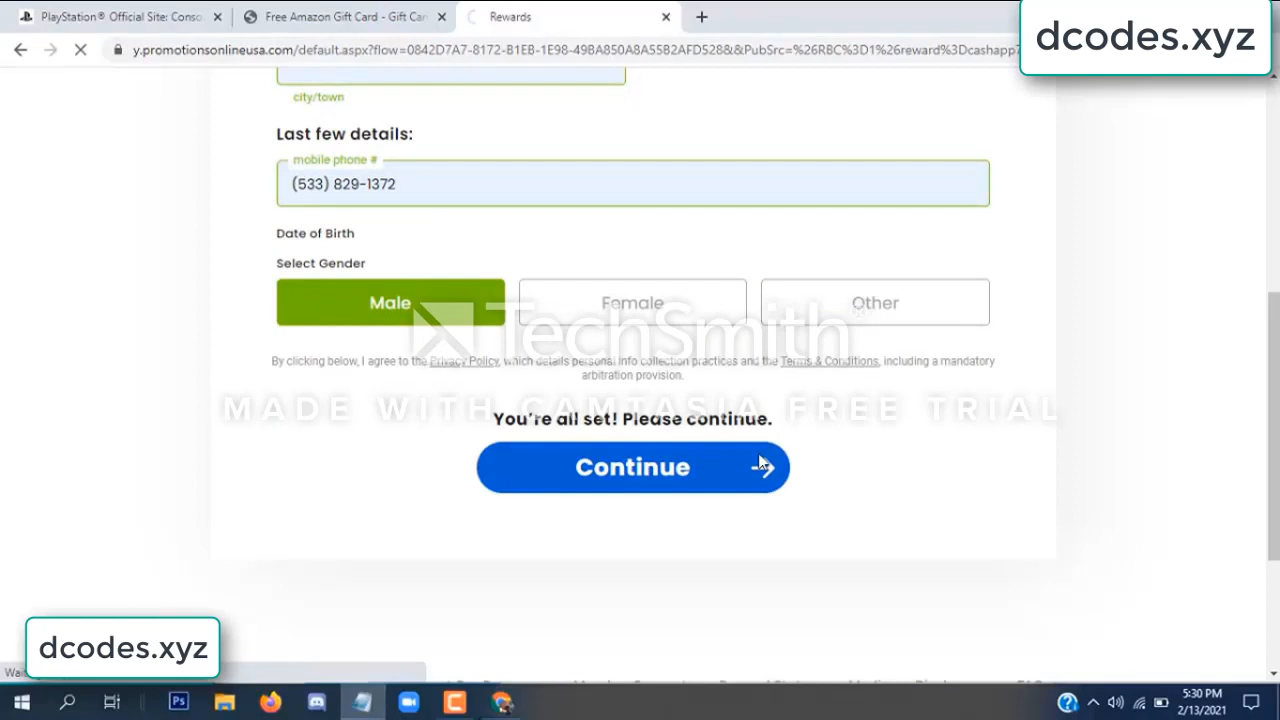 PlayStation® Official Site: Conso
Free Amazon Gift Card - Gift Car
Rewards
dcodes.xyz
y.promotionsonlineusa.com/default.aspx?flow=0842D7A7-8172-B1EB-1E98-49BA850A8A55B2AFD528&&PubSrc=%26RBC%3D1%26reward%3Dcashapp7
city/town
Last few details:
mobile phone #
(533) 829-1372
Date of Birth
Select Gender
Male
Female
Other
TechSmith
By clicking below, I agree to the Privacy Policy, which details personal info collection practices and the Terms & Conditions, including a mandatory
arbitration provision.
MADE WITH CAMTASIA FREE TRIAL
You're all set! Please continue.
Continue
dcodes.xyz
5:30 PM
2/13/2021